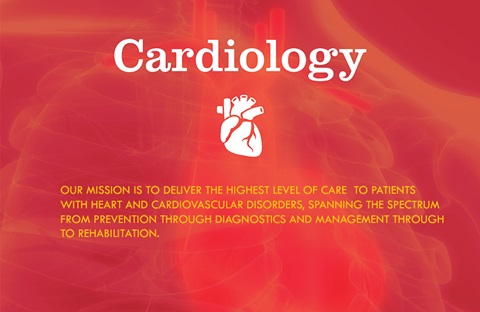 Cardiology
OUR MISSION IS TO DELIVER THE HIGHEST LEVEL OF CARE  TO PATIENTS
WITH HEART AND CARDIOVASCULAR DISORDERS, SPANNING THE SPECTRUM
FROM PREVENTION THROUGH DIAGNOSTICS AND MANAGEMENT THROUGH
TO REHABILITATION.